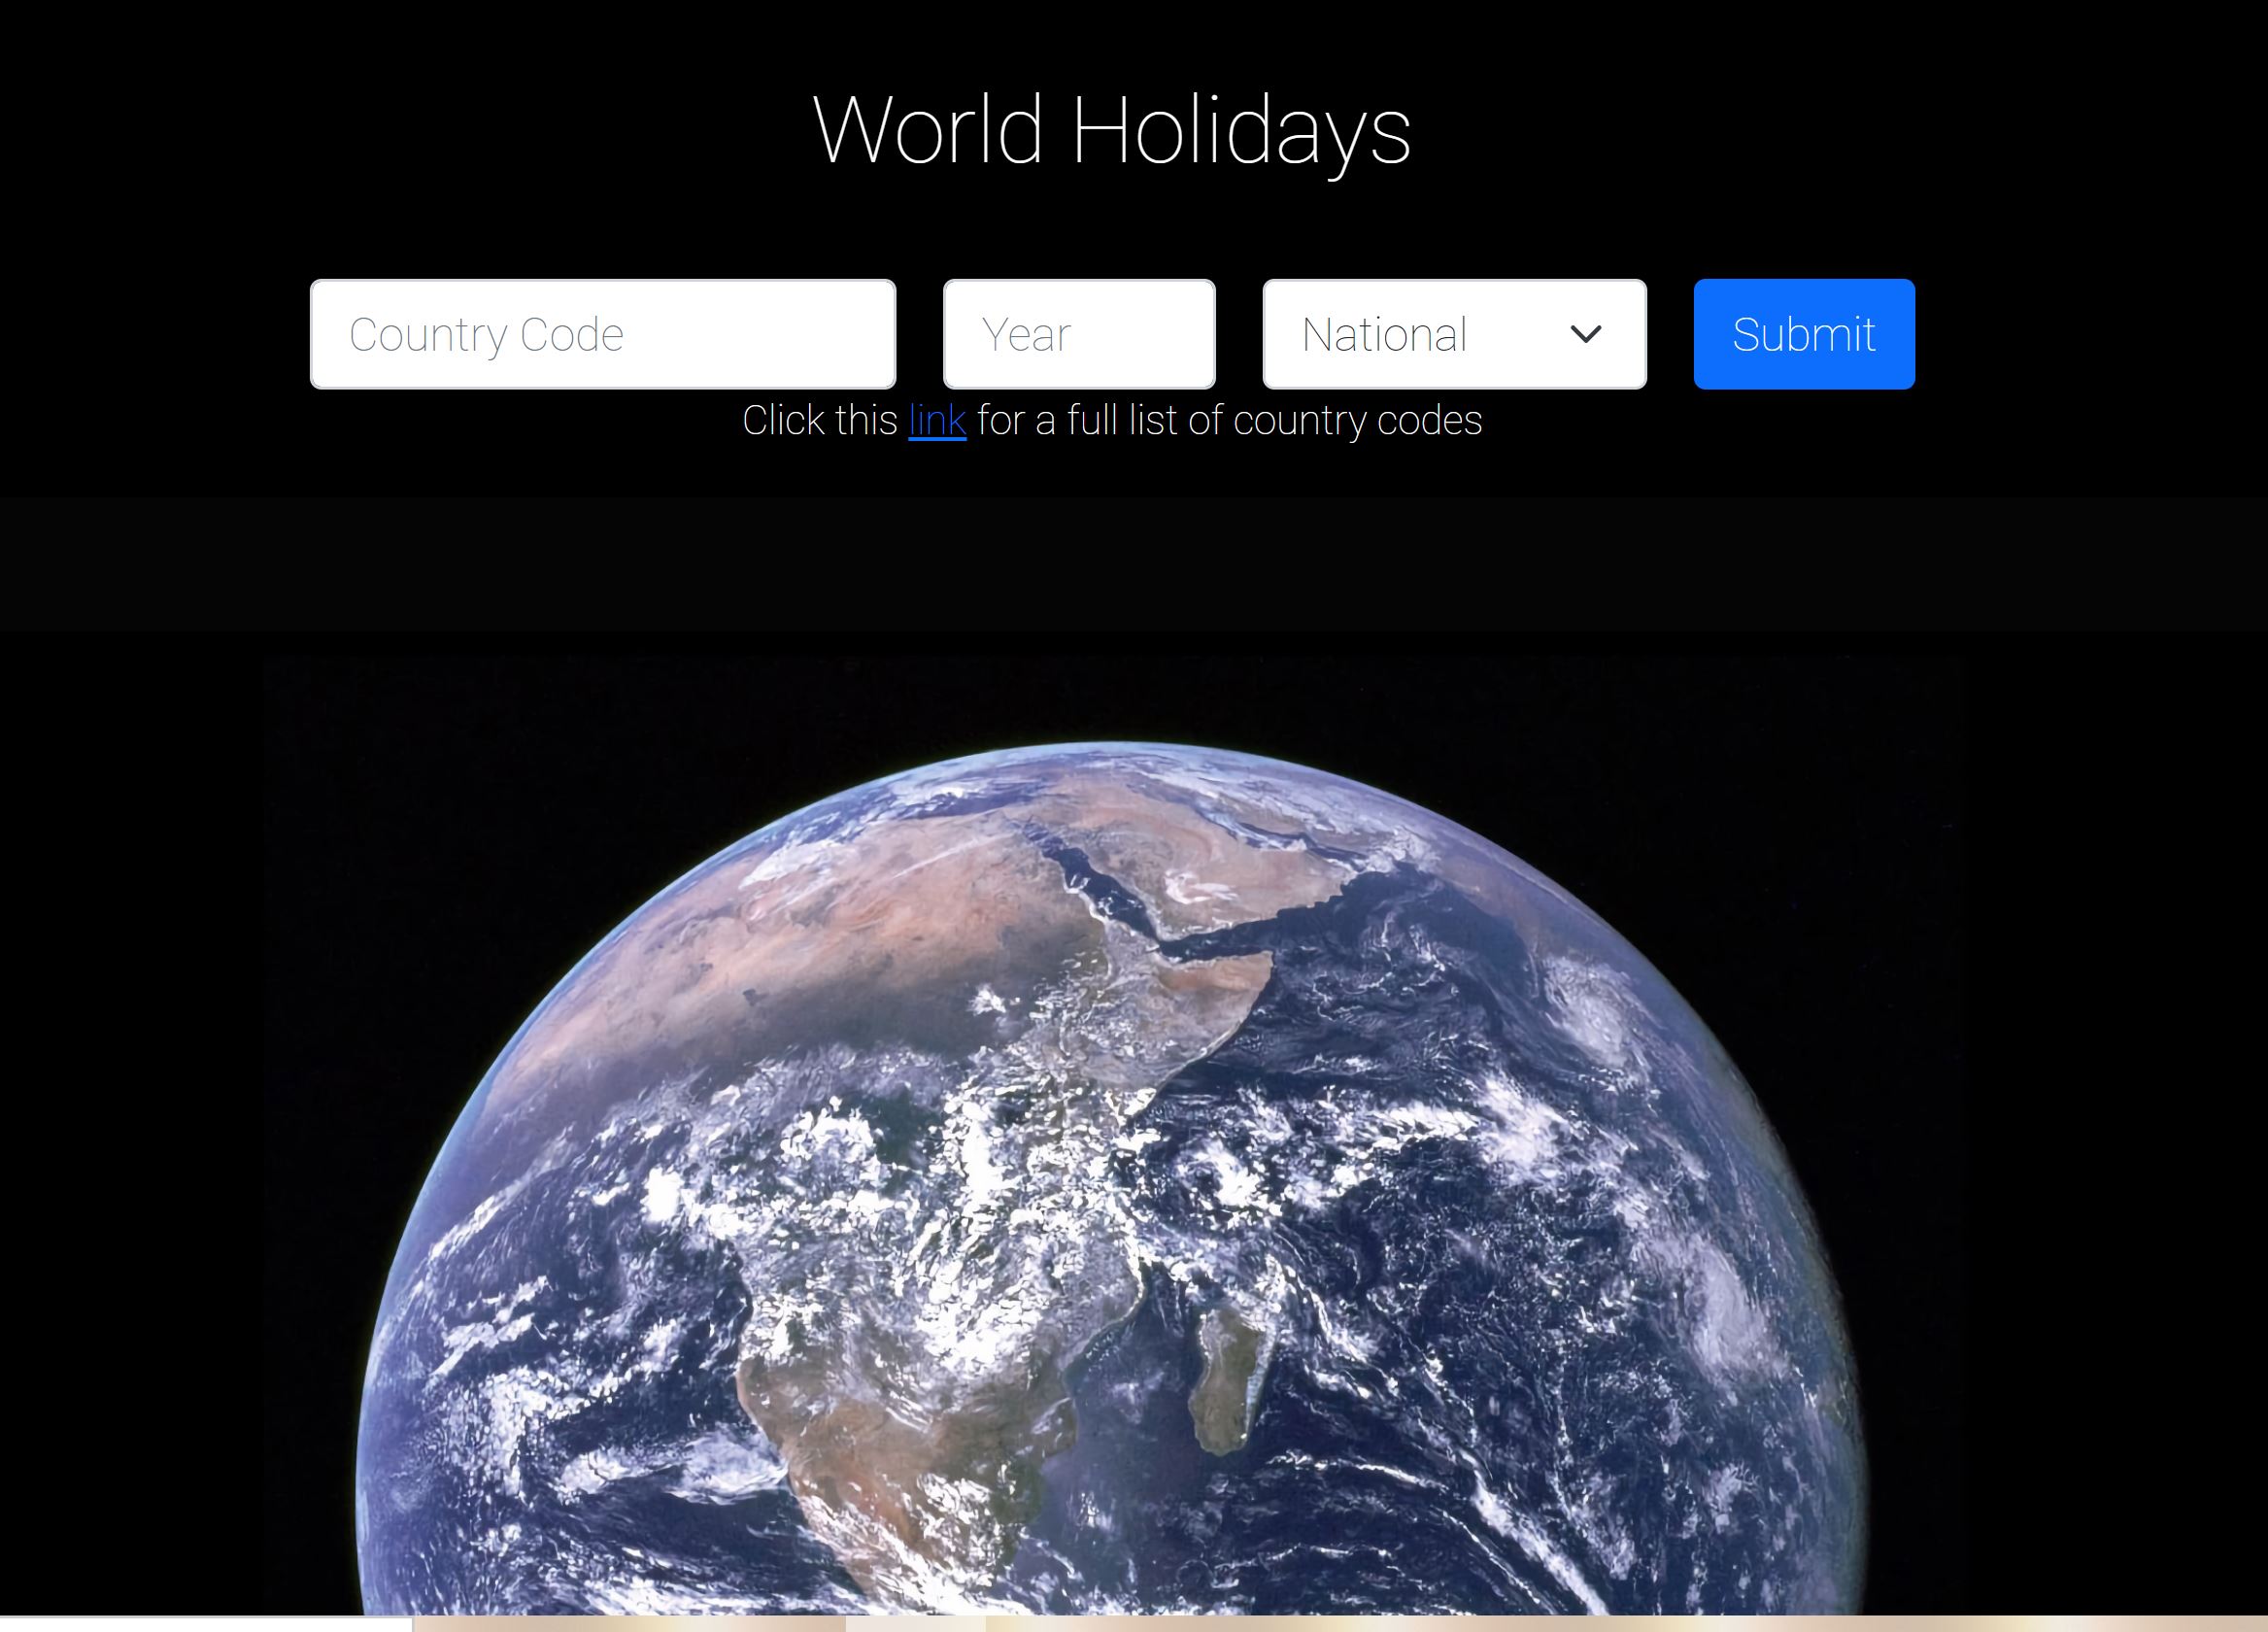 World Holidays
Country Code
Year
National
Submit
Click this link for a full list of country codes